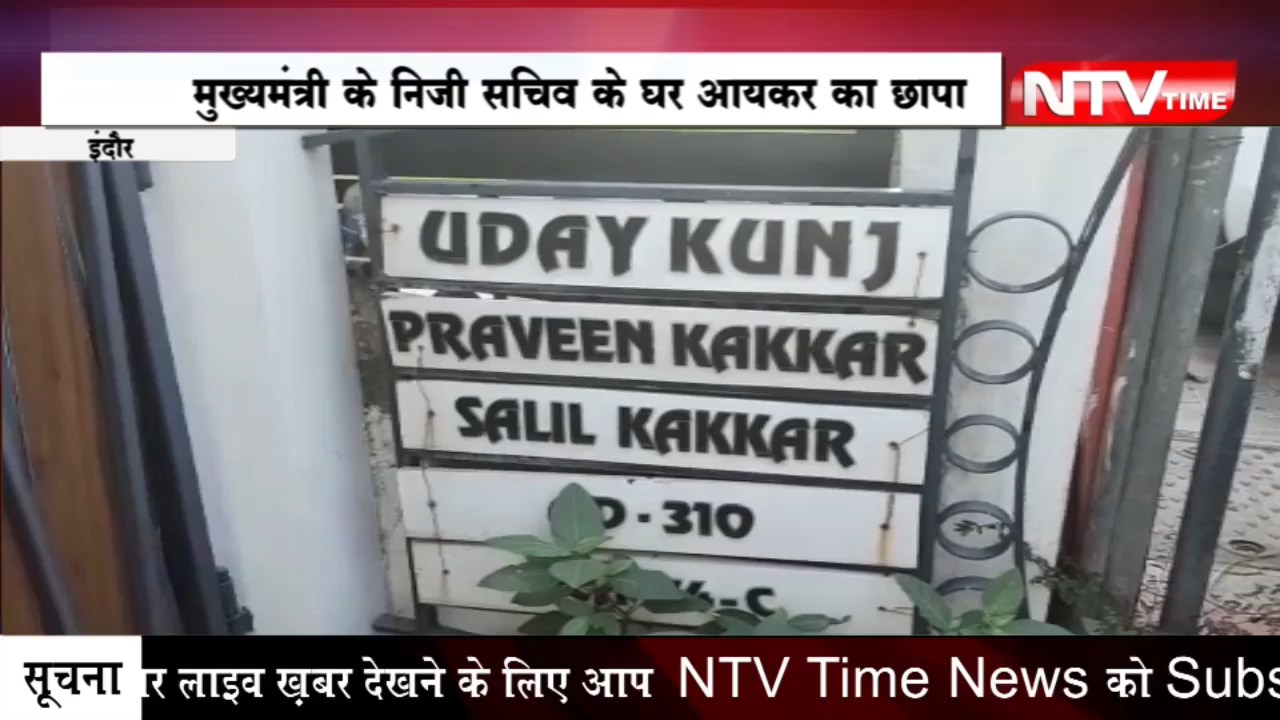 मुख्यमंत्री के निजी सचिव के घर आयकर का छापा
NTV TIME
इंदौर
UDAY KUNJ
PRAVEEN KAKKAR
SALIL KAKKAR
- 310
-C
सूचना
लाइव ख़बर देखने के लिए आप NTV Time News को Subs